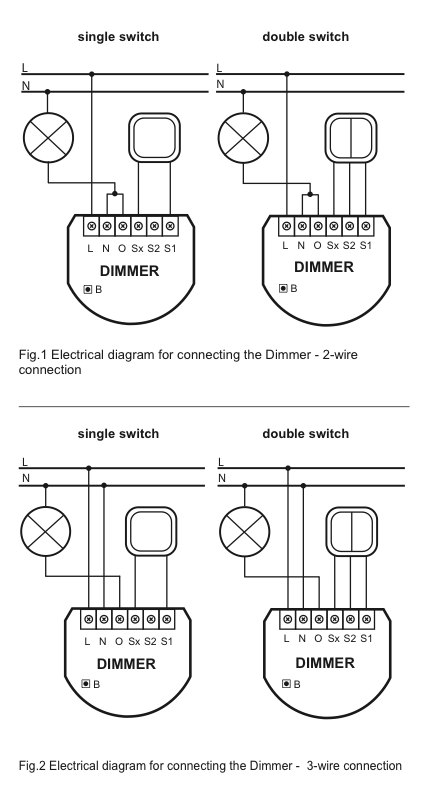 single switch double switch
L
N
N
L N O Sx S2 S1 L N O Sx S2 S1
DIMMER DIMMER
B B
Fig.1 Electrical diagram for connecting the Dimmer - 2-wire
connection
single switch double switch
L L
N N
L N O Sx S2 S1 L N O Sx S2 S1
DIMMER DIMMER
B B
Fig.2 Electrical diagram for connecting the Dimmer - 3-wire connection